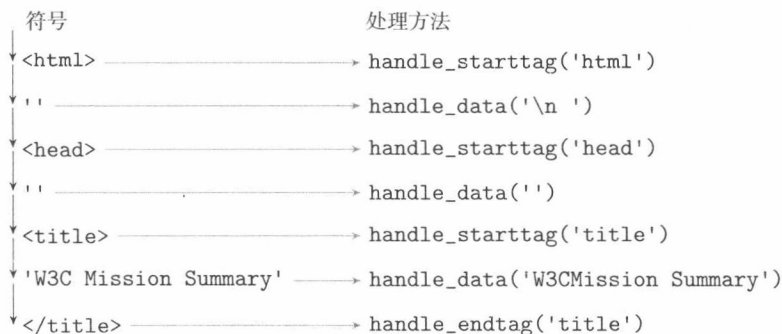 符号 处理方法
<html> handle_starttag('html')
'' handle_data('\n ')
<head> handle_starttag('head')
'' handle_data('')
<title> handle_starttag('title')
'W3C Mission Summary' handle_data('W3CMission Summary')
</title> handle_endtag('title')